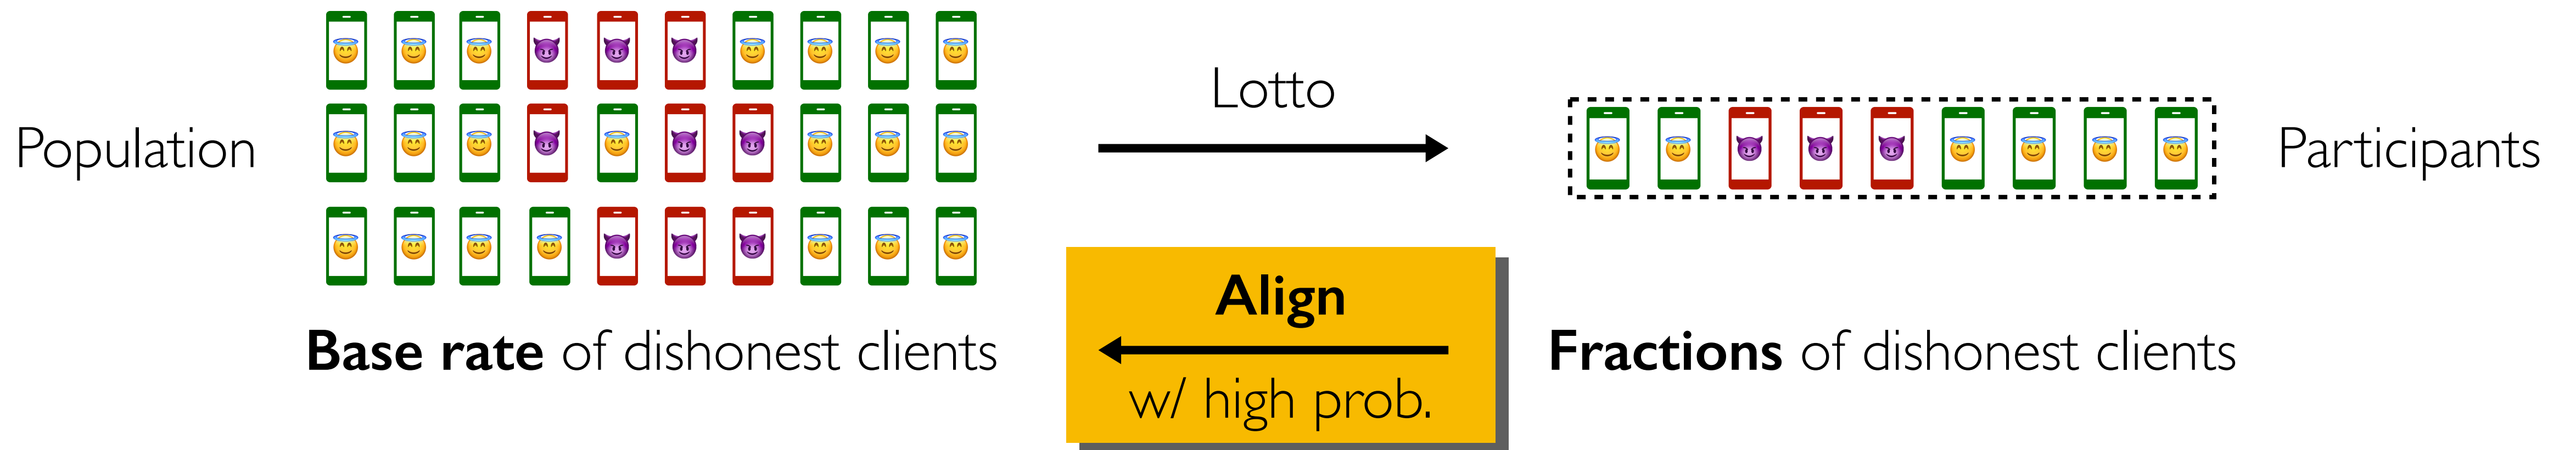 Population
Lotto
Participants
Align
w/ high prob.
Base rate of dishonest clients
Fractions of dishonest clients